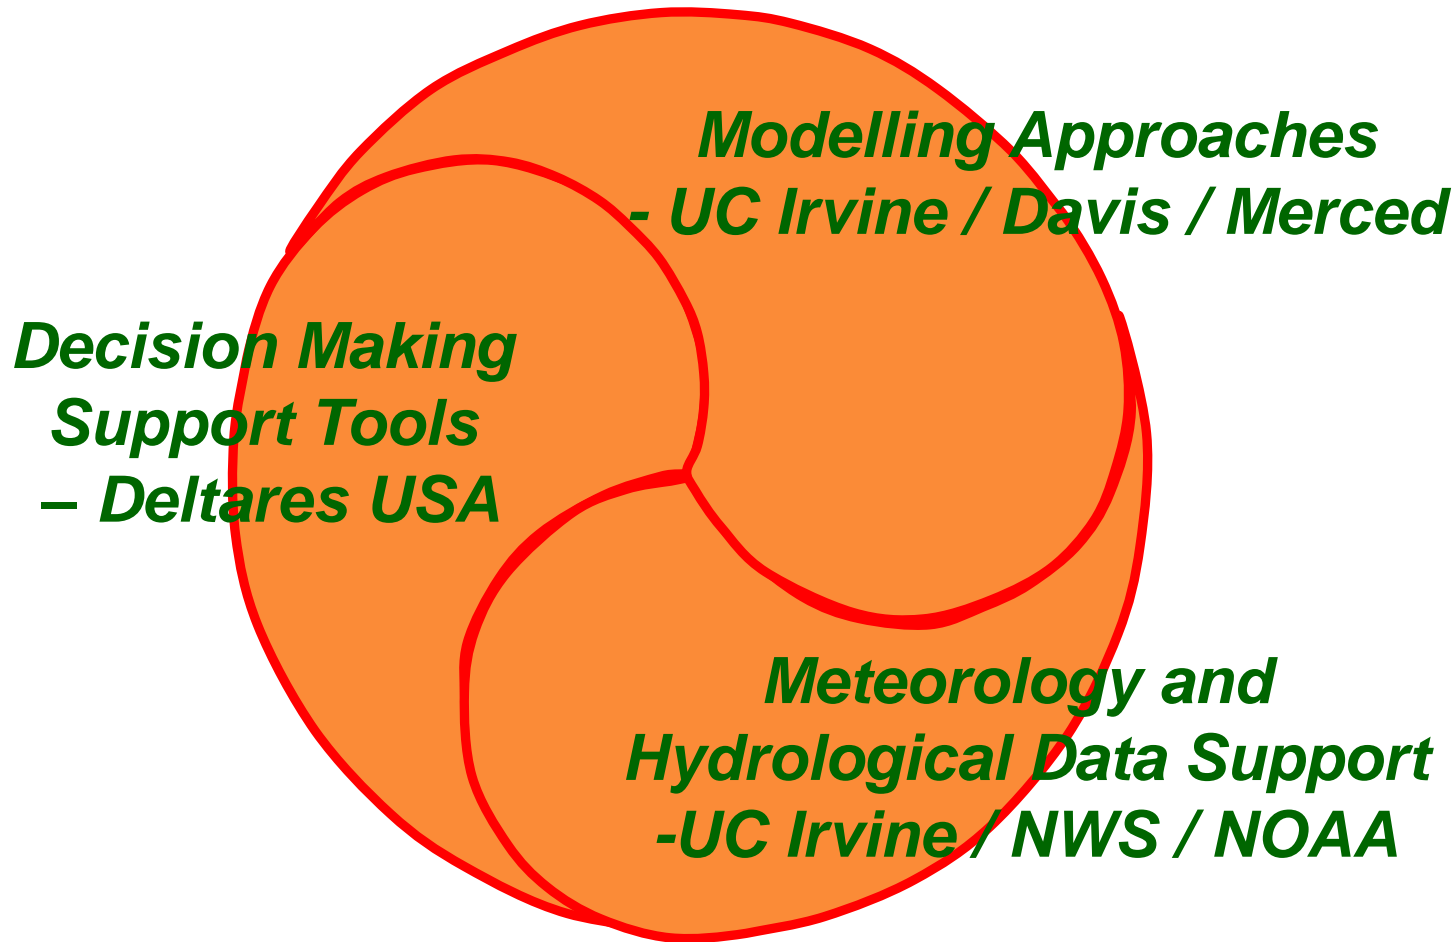 Modelling Approaches
- UC Irvine / Davis / Merced
Decision Making
Support Tools
– Deltares USA
Meteorology and
Hydrological Data Support
-UC Irvine / NWS / NOAA